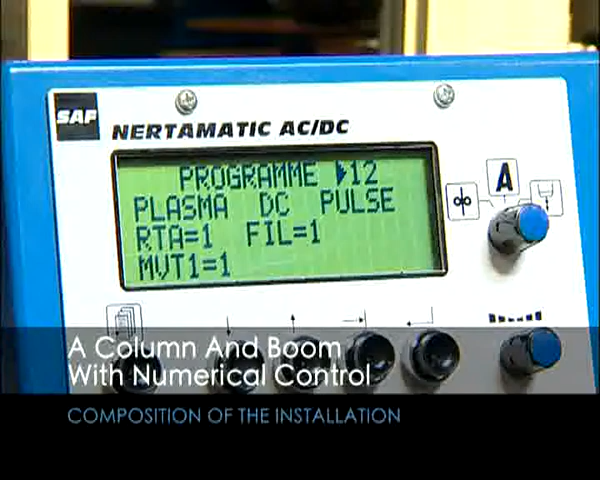 SAF
NERTAMATIC AC/DC
PROGRAMME 12
PLASMA DC PULSE
RTA=1 FIL=1
MVT1=1
A
A Column And Boom
With Numerical Control
COMPOSITION OF THE INSTALLATION